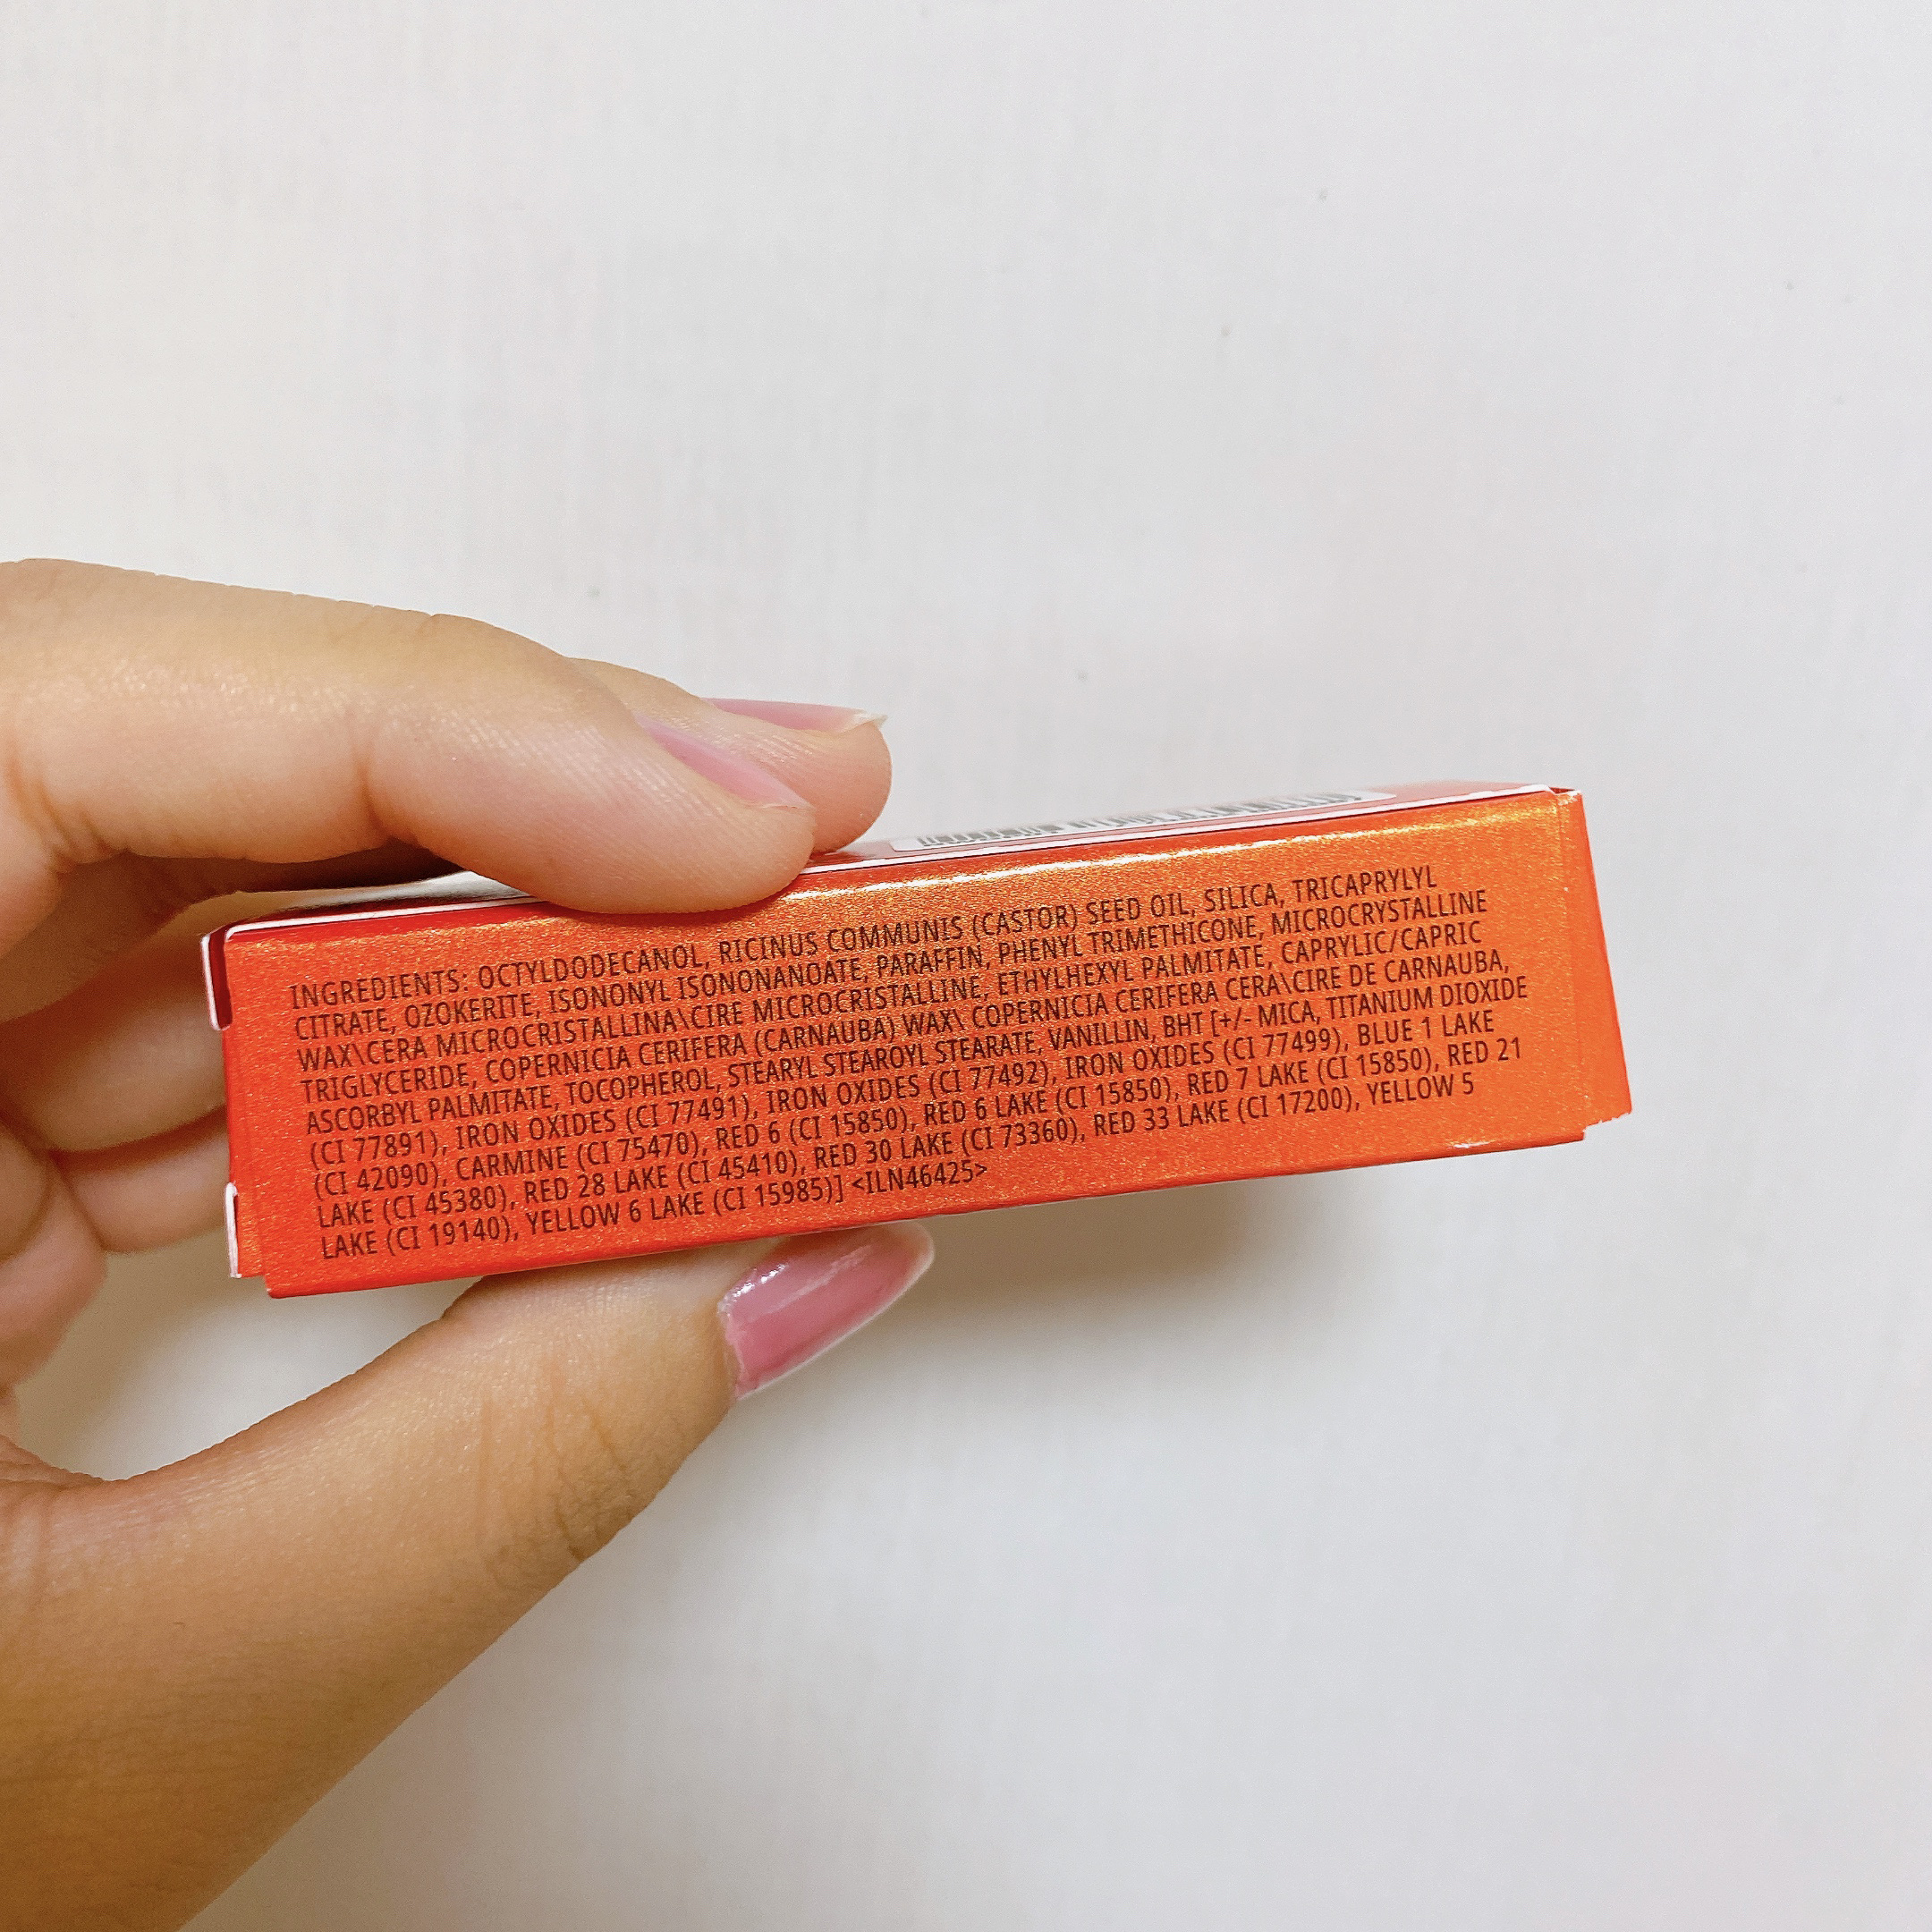 INGREDIENTS: OCTYLDODECANOL, RICINUS COMMUNIS (CASTOR) SEED OIL, SILICA, TRICAPRYLYL
CITRATE, OZOKERITE, ISONONYL ISONONANOATE, PARAFFIN, PHENYL TRIMETHICONE, MICROCRYSTALLINE
WAX\CERA MICROCRISTALLINA\CIRE MICROCRISTALLINE, ETHYLHEXYL PALMITATE, CAPRYLIC/CAPRIC
TRIGLYCERIDE, COPERNICIA CERIFERA (CARNAUBA) WAX\ COPERNICIA CERIFERA CERA\CIRE DE CARNAUBA,
ASCORBYL PALMITATE, TOCOPHEROL, STEARYL STEAROYL STEARATE, VANILLIN, BHT [+/- MICA, TITANIUM DIOXIDE
(CI 77891), IRON OXIDES (CI 77491), IRON OXIDES (CI 77492), IRON OXIDES (CI 77499), BLUE 1 LAKE
(CI 42090), CARMINE (CI 75470), RED 6 (CI 15850), RED 6 LAKE (CI 15850), RED 7 LAKE (CI 15850), RED 21
LAKE (CI 45380), RED 28 LAKE (CI 45410), RED 30 LAKE (CI 73360), RED 33 LAKE (CI 17200), YELLOW 5
LAKE (CI 19140), YELLOW 6 LAKE (CI 15985)] <ILN46425>